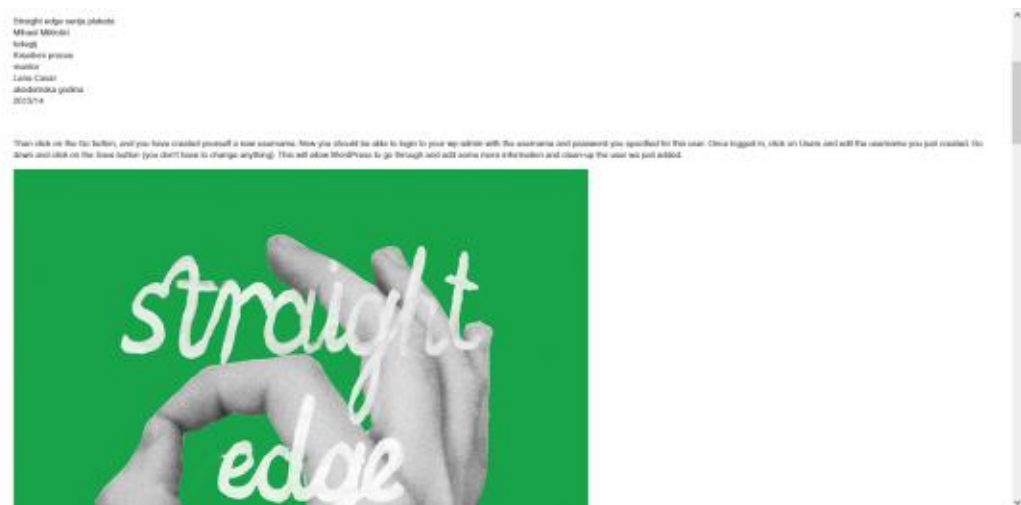 Straight edge serija plakata
Mihael
kolegij
Kreativni proces
mentor
akademska godina
2013/14
Then click on the Go button, and you have created yourself a new username. Now you should be able to login to your wp-admin with the username and password you specified for this user. Once logged in, click on Users and edit the username you just created. Go
down and click on the Save button (you don't have to change anything). This will allow WordPress to go through and add some more information and clean-up the user we just added.
straight
edge